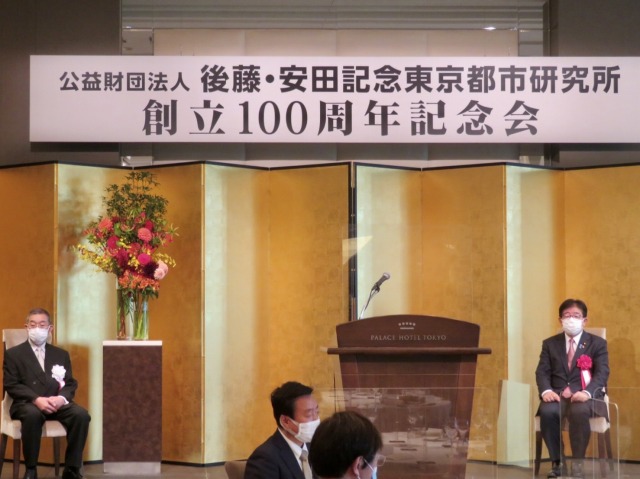 公益財団法人 後藤・安田記念東京都市研究所
創立100周年記念会
PALACE HOTEL TOKYO